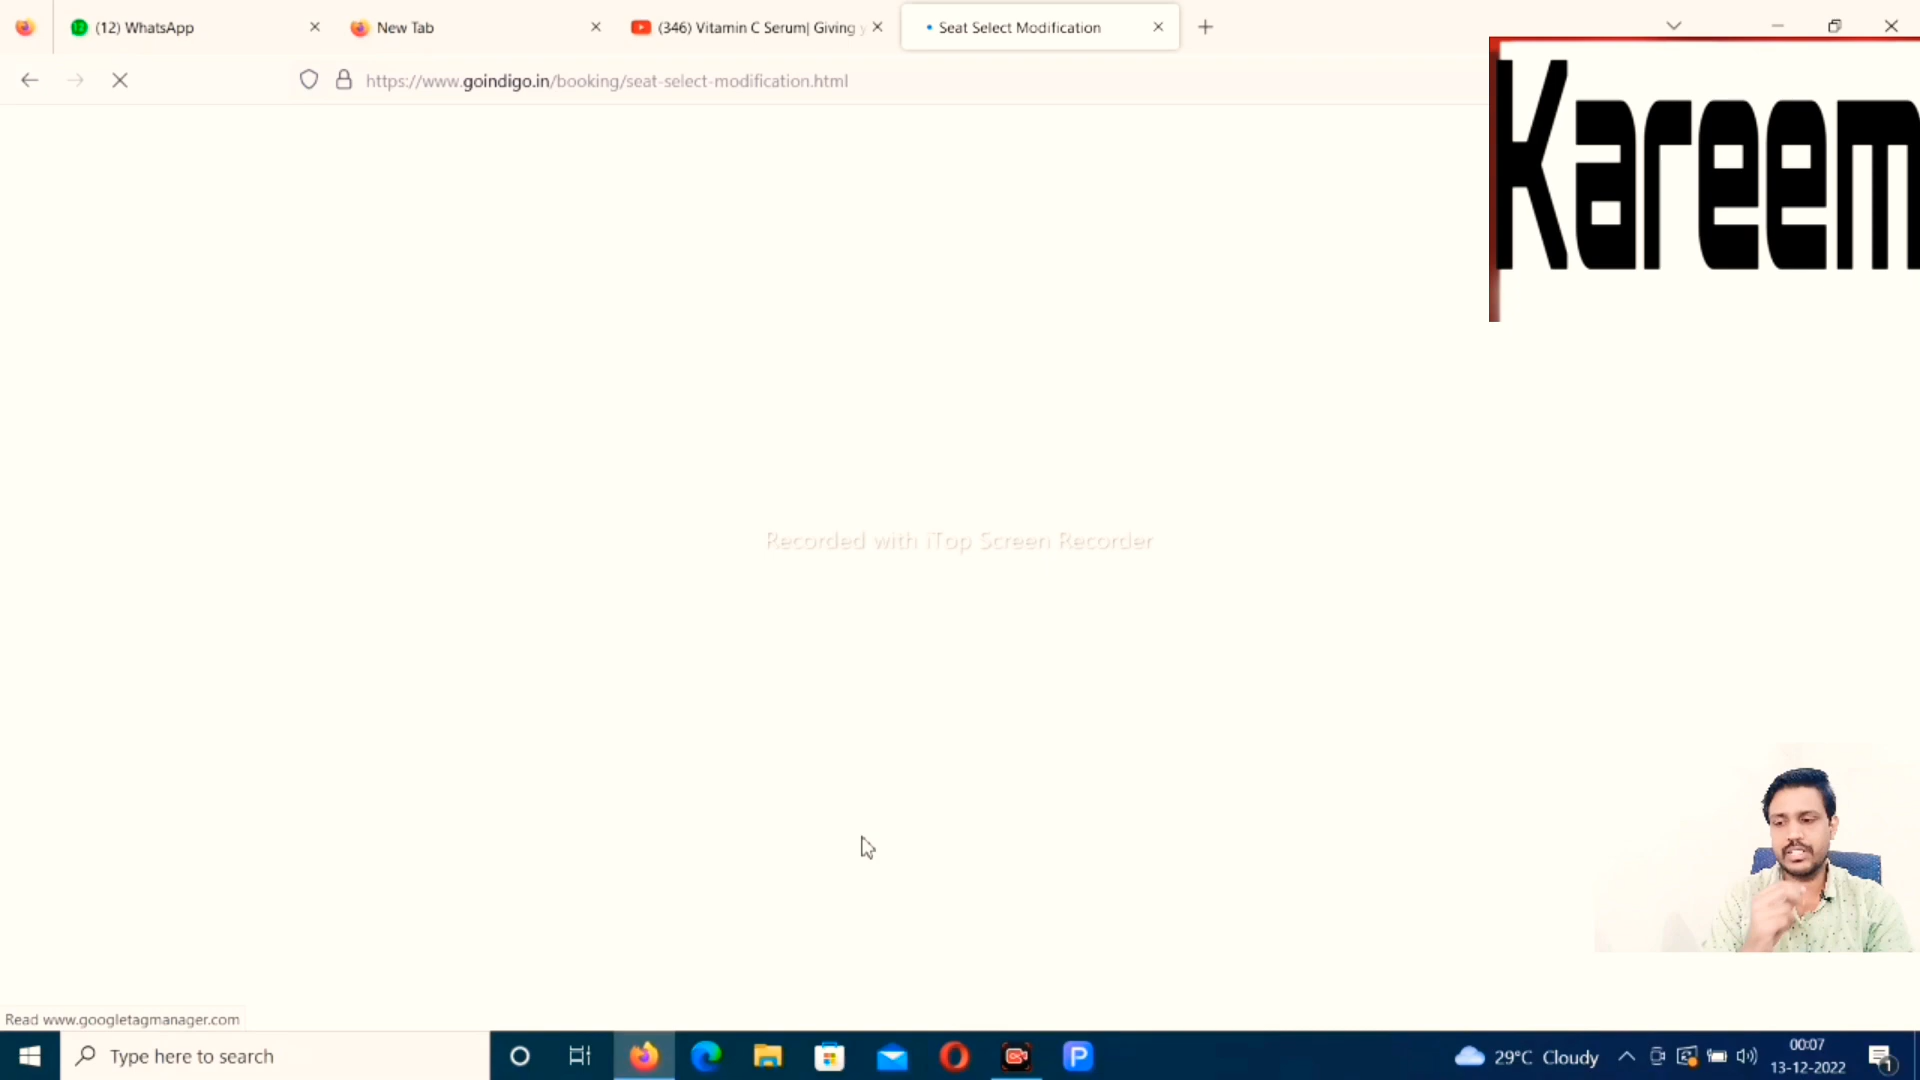 (12) WhatsApp
New Tab
(346) Vitamin C Serum| Giving y
Seat Select Modification
https://www.goindigo.in/booking/seat-select-modification.html
Kareem
Recorded with iTop Screen Recorder
Read www.googletagmanager.com
Type here to search
29°C Cloudy
00:07
13-12-2022
1